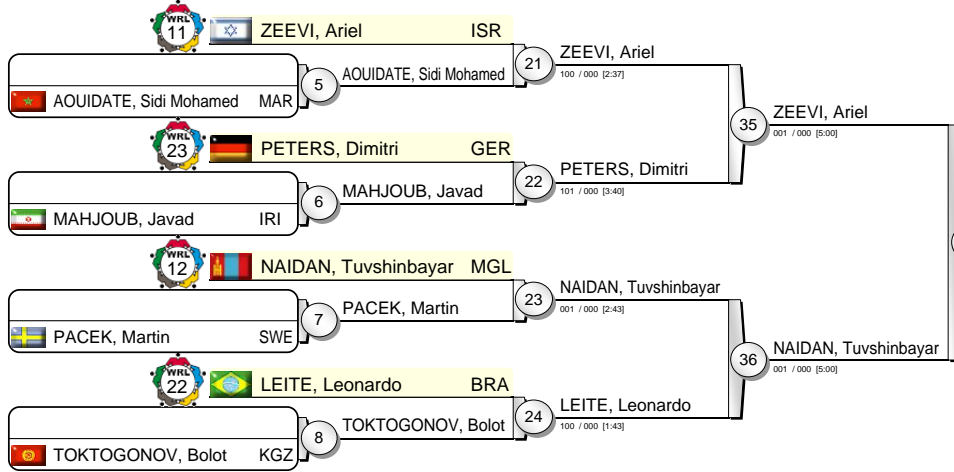 WRL 11 ZEEVI, Ariel ISR
AOUIDATE, Sidi Mohamed MAR
5 AOUIDATE, Sidi Mohamed
21 ZEEVI, Ariel
100 / 000 [2:37]
WRL 23 PETERS, Dimitri GER
MAHJOUB, Javad IRI
6 MAHJOUB, Javad
22 PETERS, Dimitri
101 / 000 [3:40]
35 ZEEVI, Ariel
001 / 000 [5:00]
WRL 12 NAIDAN, Tuvshinbayar MGL
PACEK, Martin SWE
7 PACEK, Martin
23 NAIDAN, Tuvshinbayar
001 / 000 [2:43]
WRL 22 LEITE, Leonardo BRA
TOKTOGONOV, Bolot KGZ
8 TOKTOGONOV, Bolot
24 LEITE, Leonardo
100 / 000 [1:43]
36 NAIDAN, Tuvshinbayar
001 / 000 [5:00]